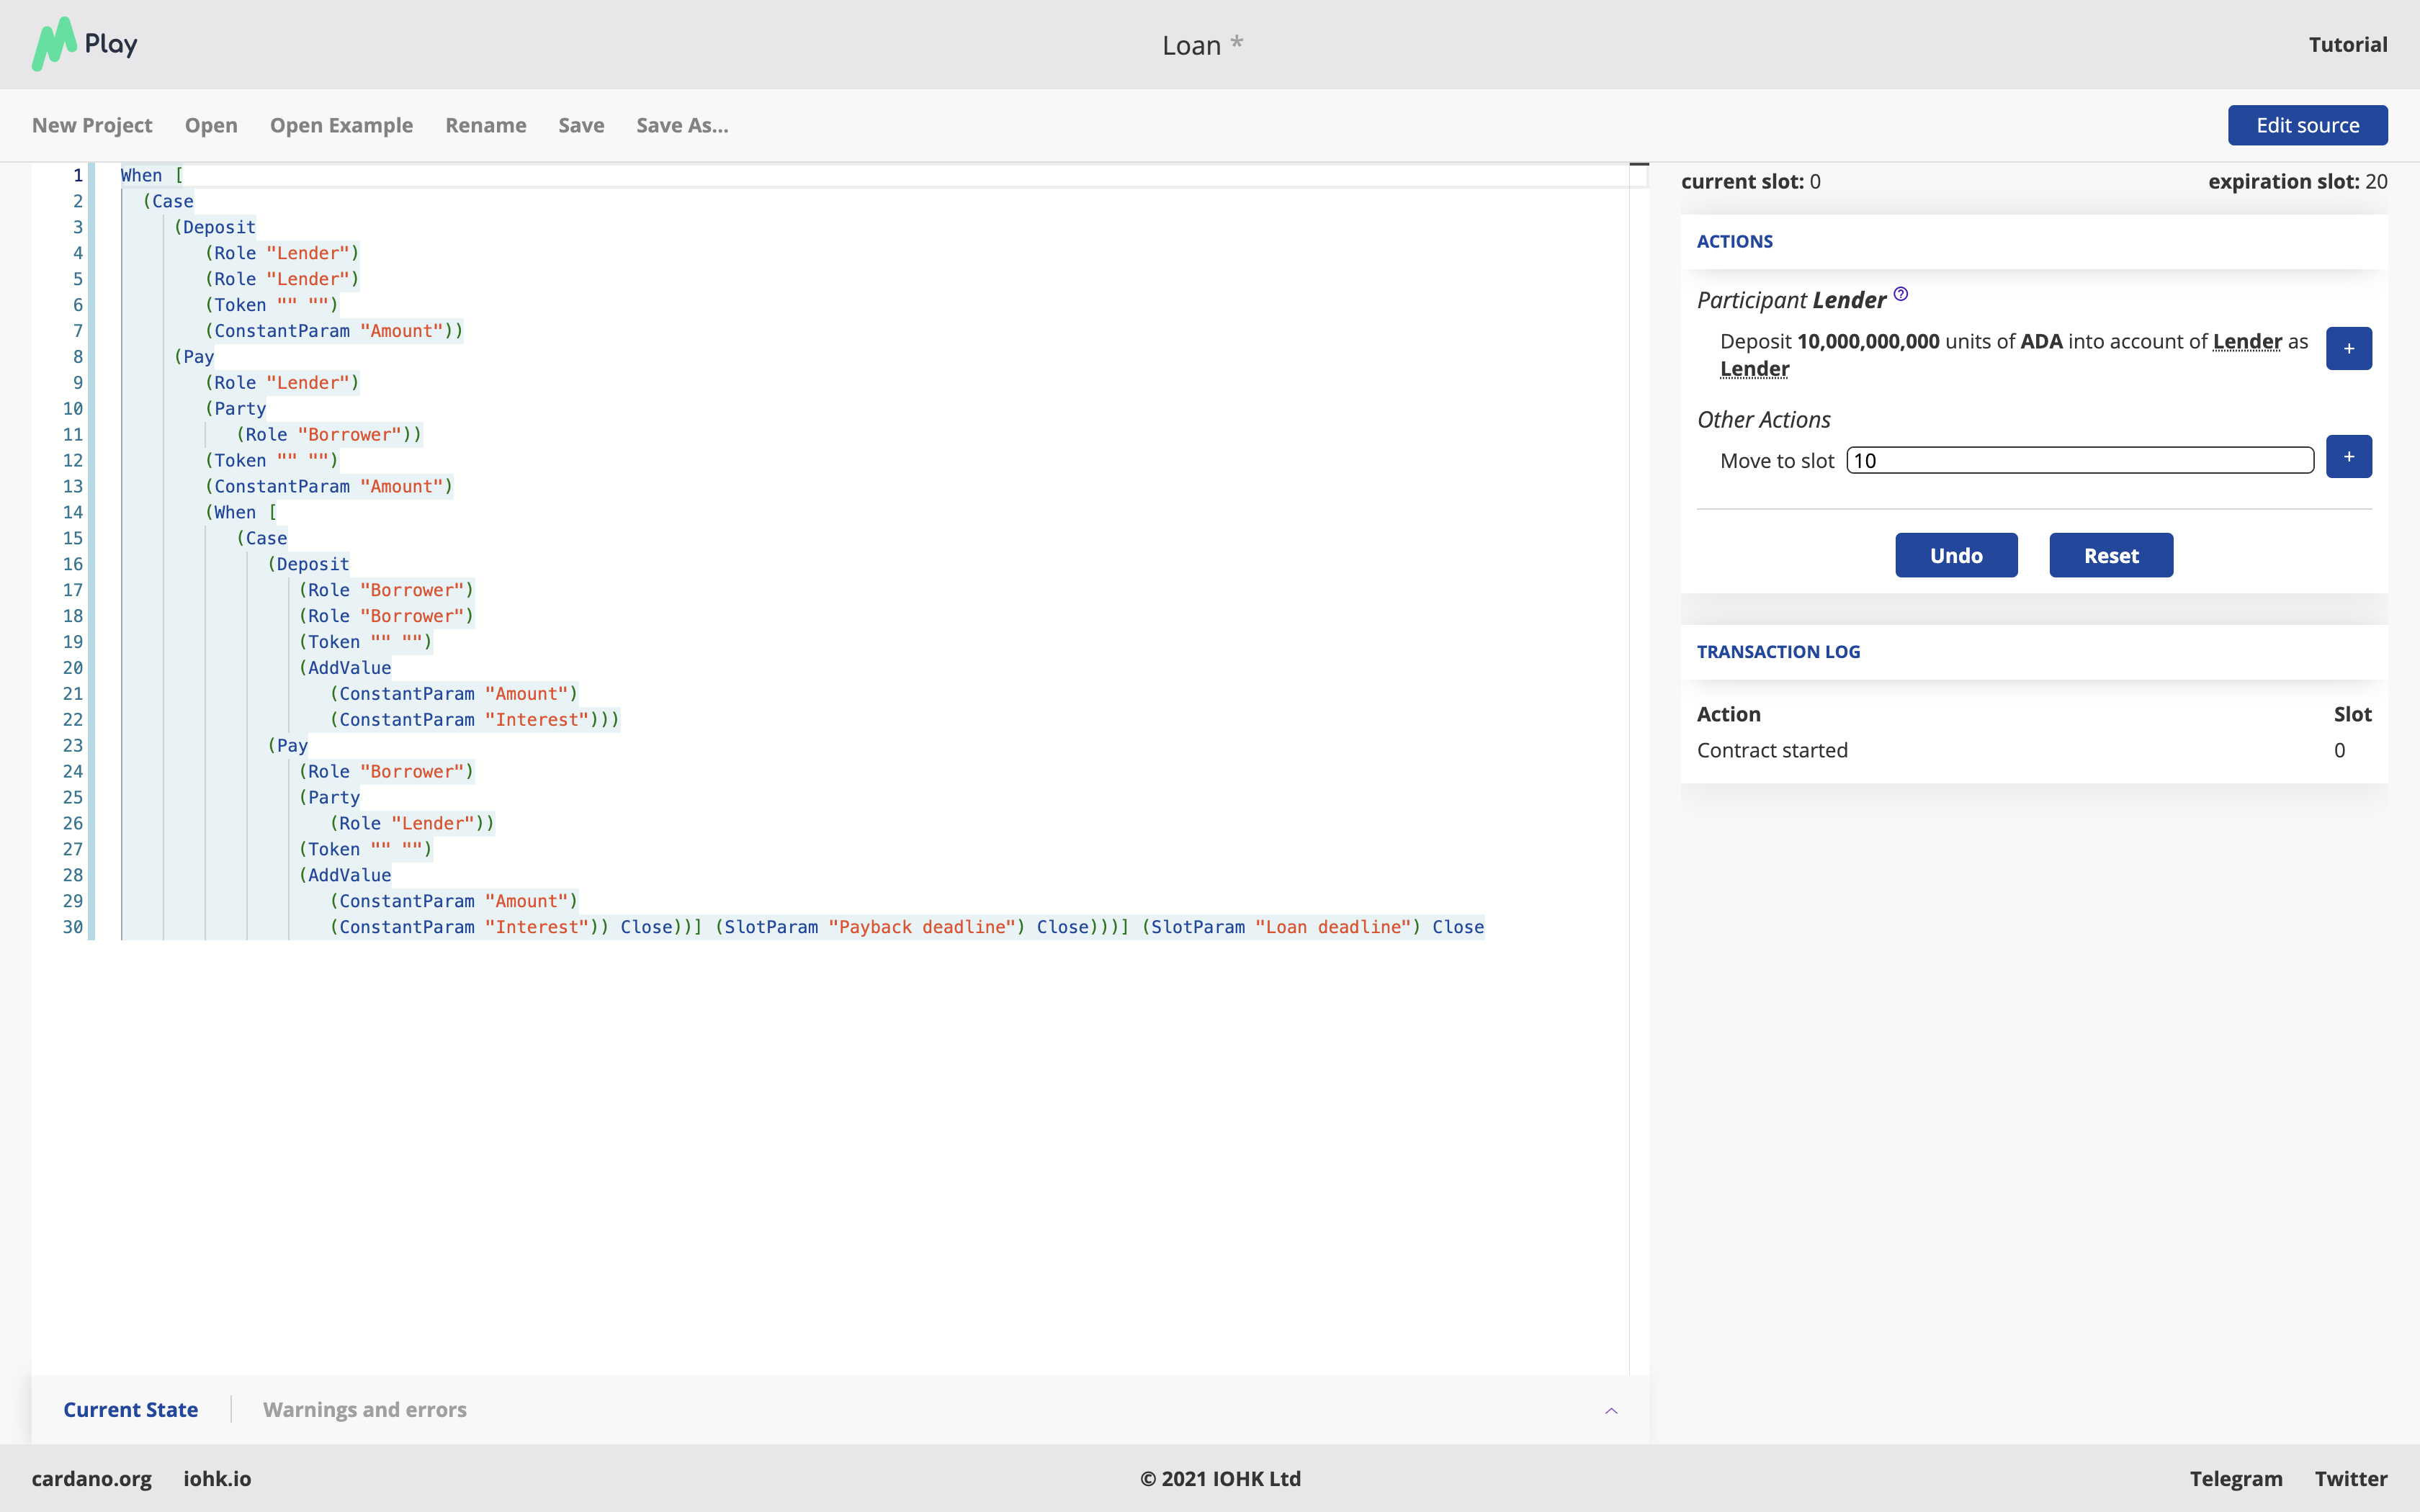 Play
Loan *
Tutorial
New Project Open Open Example Rename Save Save As...
Edit source
1 When [
2 (Case
3 (Deposit
4 (Role "Lender")
5 (Role "Lender")
6 (Token "" "")
7 (ConstantParam "Amount"))
8 (Pay
9 (Role "Lender")
10 (Party
11 (Role "Borrower"))
12 (Token "" "")
13 (ConstantParam "Amount")
14 (When [
15 (Case
16 (Deposit
17 (Role "Borrower")
18 (Role "Borrower")
19 (Token "" "")
20 (AddValue
21 (ConstantParam "Amount")
22 (ConstantParam "Interest")))
23 (Pay
24 (Role "Borrower")
25 (Party
26 (Role "Lender"))
27 (Token "" "")
28 (AddValue
29 (ConstantParam "Amount")
30 (ConstantParam "Interest")) Close))] (SlotParam "Payback deadline") Close)))] (SlotParam "Loan deadline") Close
current slot: 0
expiration slot: 20
ACTIONS
Participant Lender ?
Deposit 10,000,000,000 units of ADA into account of Lender as
Lender
+
Other Actions
Move to slot 10
+
Undo Reset
TRANSACTION LOG
Action Slot
Contract started 0
Current State Warnings and errors
cardano.org iohk.io
© 2021 IOHK Ltd
Telegram Twitter